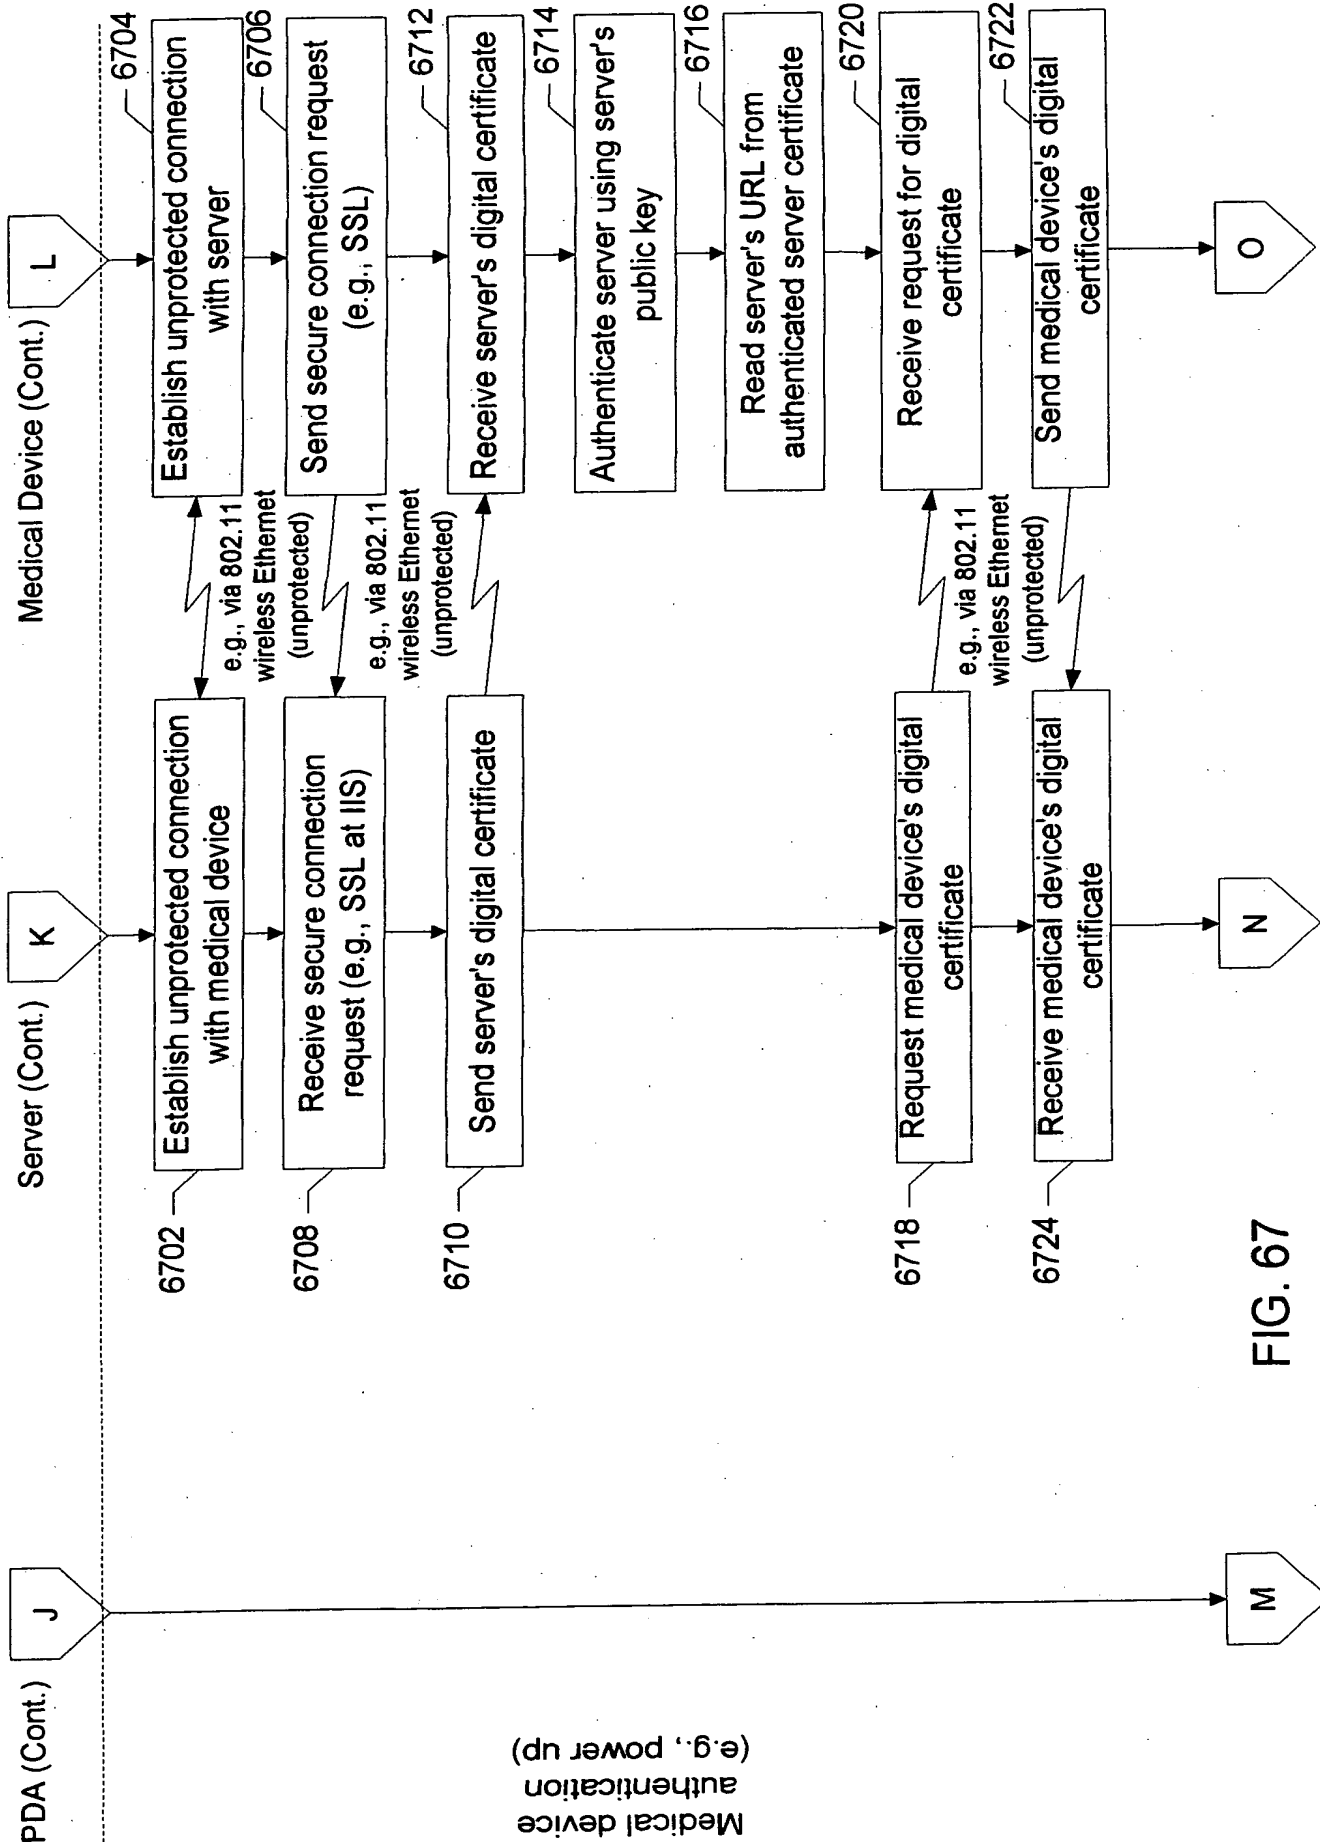 PDA (Cont.)
Server (Cont.)
Medical Device (Cont.)
J
K
L
Medical device
authentication
(e.g., power up)
6702
Establish unprotected connection
with medical device
e.g., via 802.11
wireless Ethernet
(unprotected)
Establish unprotected connection
with server
6704
6708
Receive secure connection
request (e.g., SSL at IIS)
e.g., via 802.11
wireless Ethernet
(unprotected)
Send secure connection request
(e.g., SSL)
6706
6710
Send server's digital certificate
Receive server's digital certificate
6712
Authenticate server using server's
public key
6714
Read server's URL from
authenticated server certificate
6716
6718
Request medical device's digital
certificate
e.g., via 802.11
wireless Ethernet
(unprotected)
Receive request for digital
certificate
6720
6724
Receive medical device's digital
certificate
Send medical device's digital
certificate
6722
M
N
O
FIG. 67